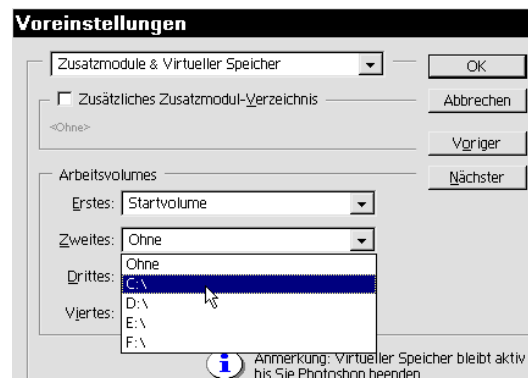 Voreinstellungen
Zusatzmodule & Virtueller Speicher
OK
Zusätzliches Zusatzmodul-Verzeichnis
Abbrechen
<Ohne>
Voriger
Arbeitsvolumes
Nächster
Erstes: Startvolume
Zweites: Ohne
Ohne
Drittes:
C:\
D:\
Viertes:
E:\
F:\
Anmerkung: Virtueller Speicher bleibt aktiv
bis Sie Photoshop beenden